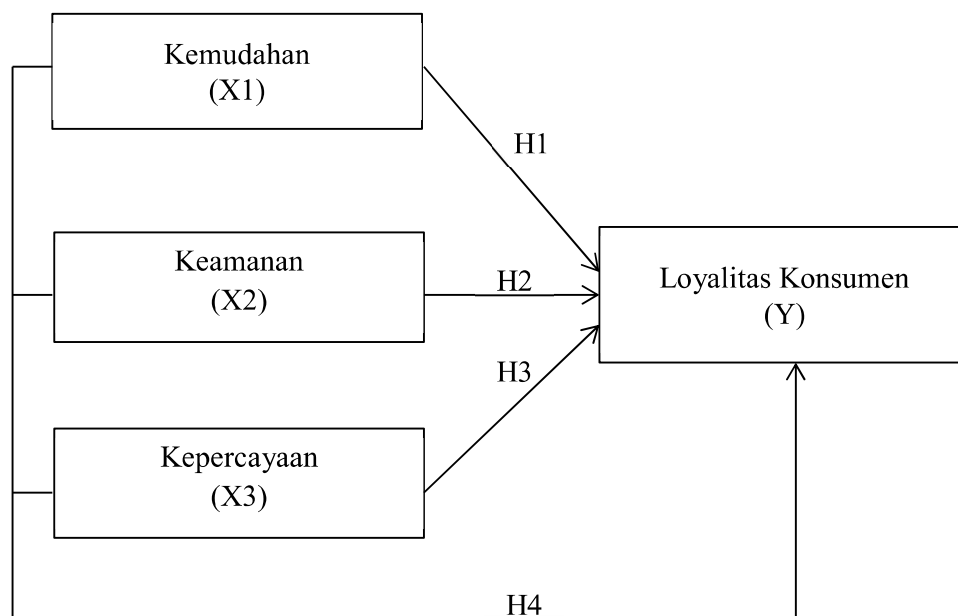 Kemudahan
(X1)
H1
Keamanan
(X2)
H2
Loyalitas Konsumen
(Y)
H3
Kepercayaan
(X3)
H4